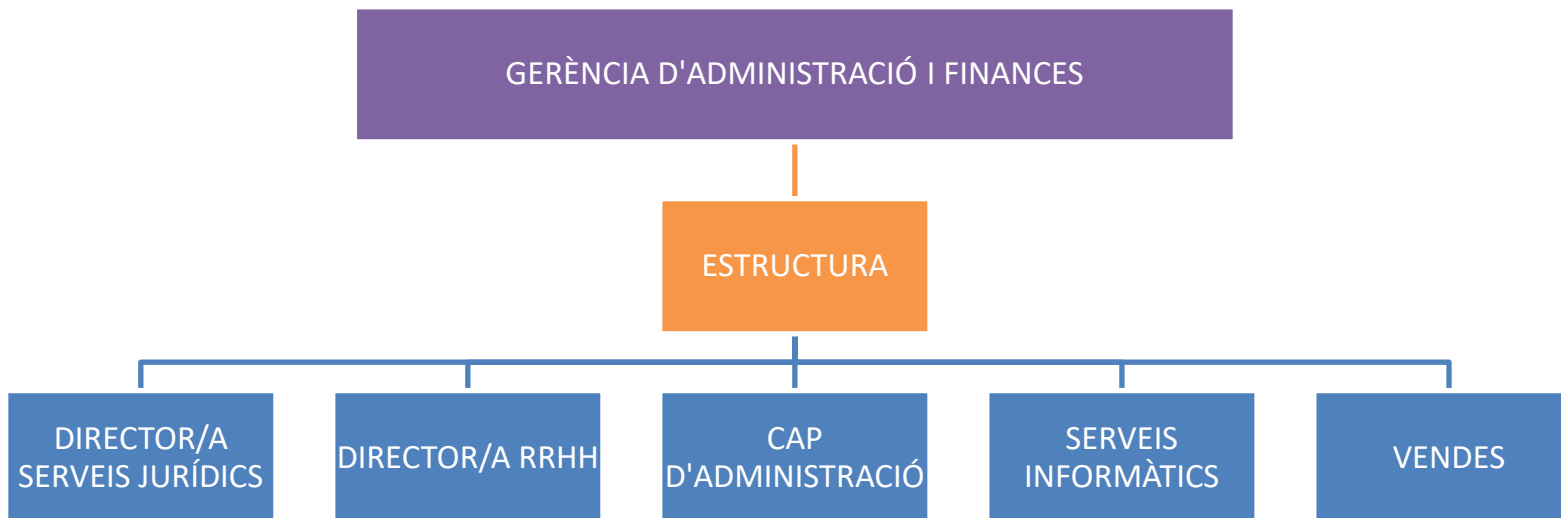 GERÈNCIA D'ADMINISTRACIÓ I FINANCES
ESTRUCTURA
DIRECTOR/A
SERVEIS JURÍDICS
DIRECTOR/A RRHH
CAP
D'ADMINISTRACIÓ
SERVEIS
INFORMÀTICS
VENDES